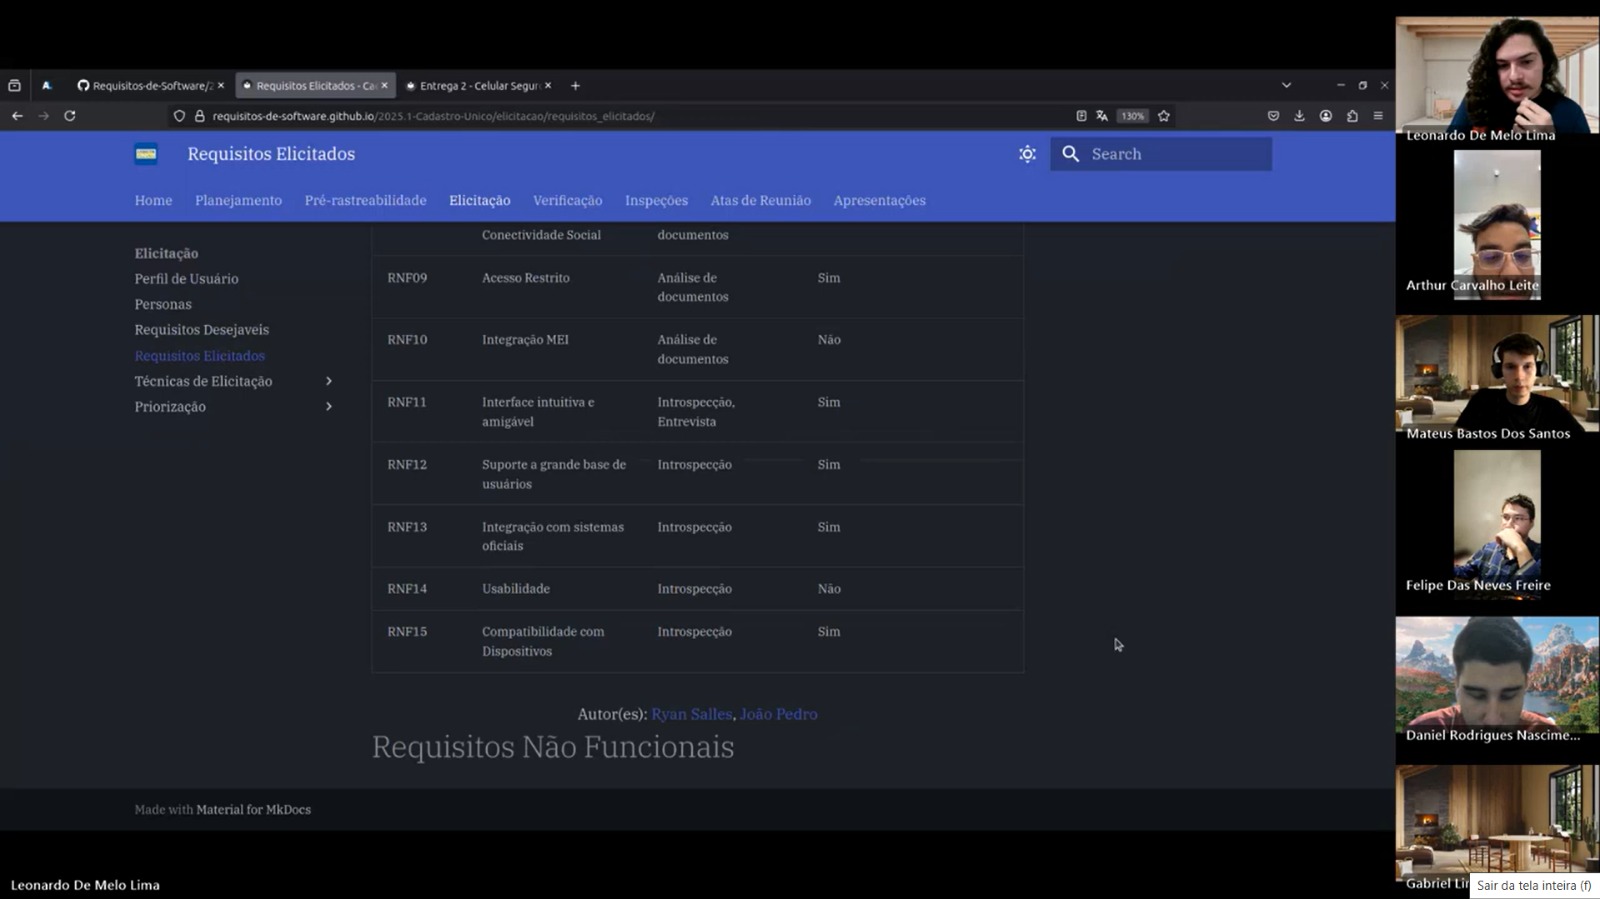 Requisitos-de-Software/2
Requisitos Elicitados - Ca
Entrega 2 - Celular Segur
requisitos-de-software.github.io/2025.1-Cadastro-Unico/elicitacao/requisitos_elicitados/
130%
Requisitos Elicitados
Search
Home Planejamento Pré-rastreabilidade Elicitação Verificação Inspeções Atas de Reunião Apresentações
Elicitação
Perfil de Usuário
Personas
Requisitos Desejaveis
Requisitos Elicitados
Técnicas de Elicitação
Priorização
Conectividade Social documentos
RNF09 Acesso Restrito Análise de Sim
documentos
RNF10 Integração MEI Análise de Não
documentos
RNF11 Interface intuitiva e Introspecção, Sim
amigável Entrevista
RNF12 Suporte a grande base de Introspecção Sim
usuários
RNF13 Integração com sistemas Introspecção Sim
oficiais
RNF14 Usabilidade Introspecção Não
RNF15 Compatibilidade com Introspecção Sim
Dispositivos
Autor(es): Ryan Salles, João Pedro
Requisitos Não Funcionais
Made with Material for MkDocs
Leonardo De Melo Lima
Leonardo De Melo Lima
Arthur Carvalho Leite
Mateus Bastos Dos Santos
Felipe Das Neves Freire
Daniel Rodrigues Nascime...
Gabriel Li
Sair da tela inteira (f)